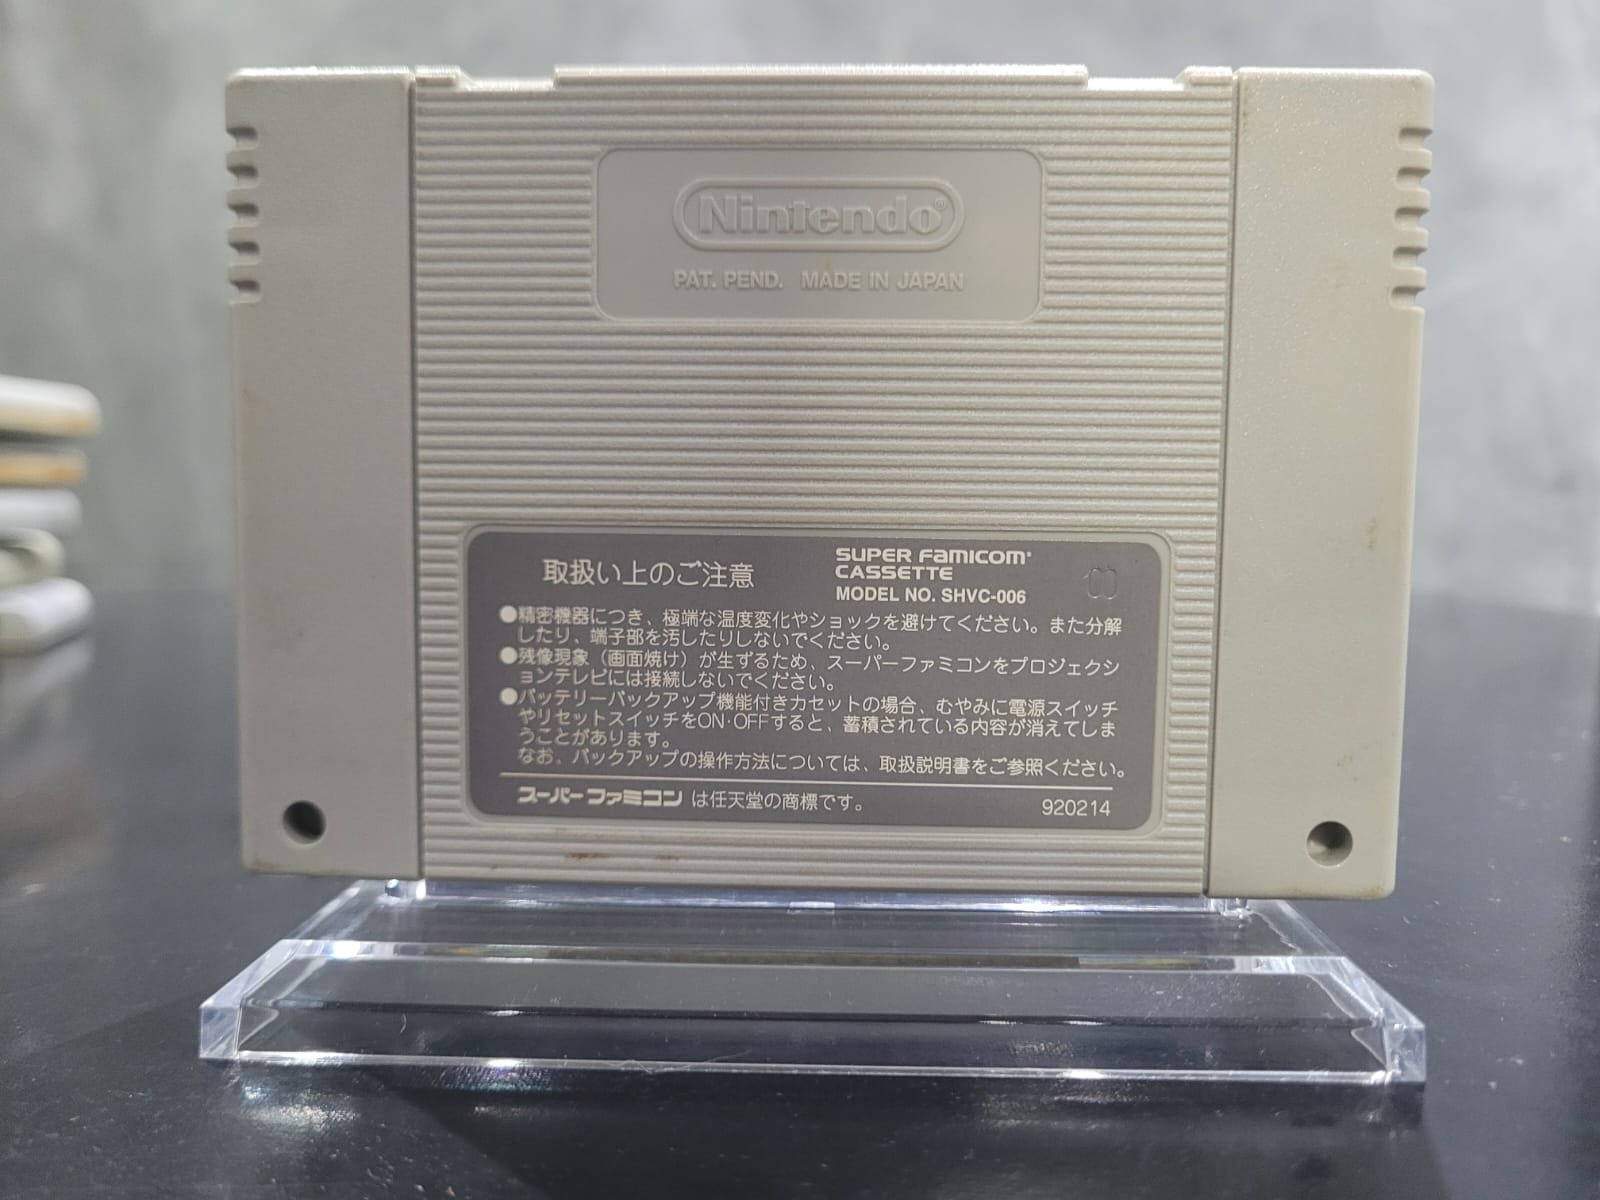 Nintendo®
PAT. PEND. MADE IN JAPAN
取扱い上のご注意
SUPER FAMICOM®
CASSETTE
MODEL NO. SHVC-006
●精密機器につき、極端な温度変化やショックを避けてください。また分解
したり、端子部を汚したりしないでください。
●残像現象（画面焼け）が生ずるため、スーパーファミコンをプロジェクシ
ョンテレビには接続しないでください。
●バッテリーバックアップ機能付きカセットの場合、むやみに電源スイッチ
やリセットスイッチをON・OFFすると、蓄積されている内容が消えてしま
うことがあります。
なお、バックアップの操作方法については、取扱説明書をご参照ください。
スーパーファミコン は任天堂の商標です。
920214